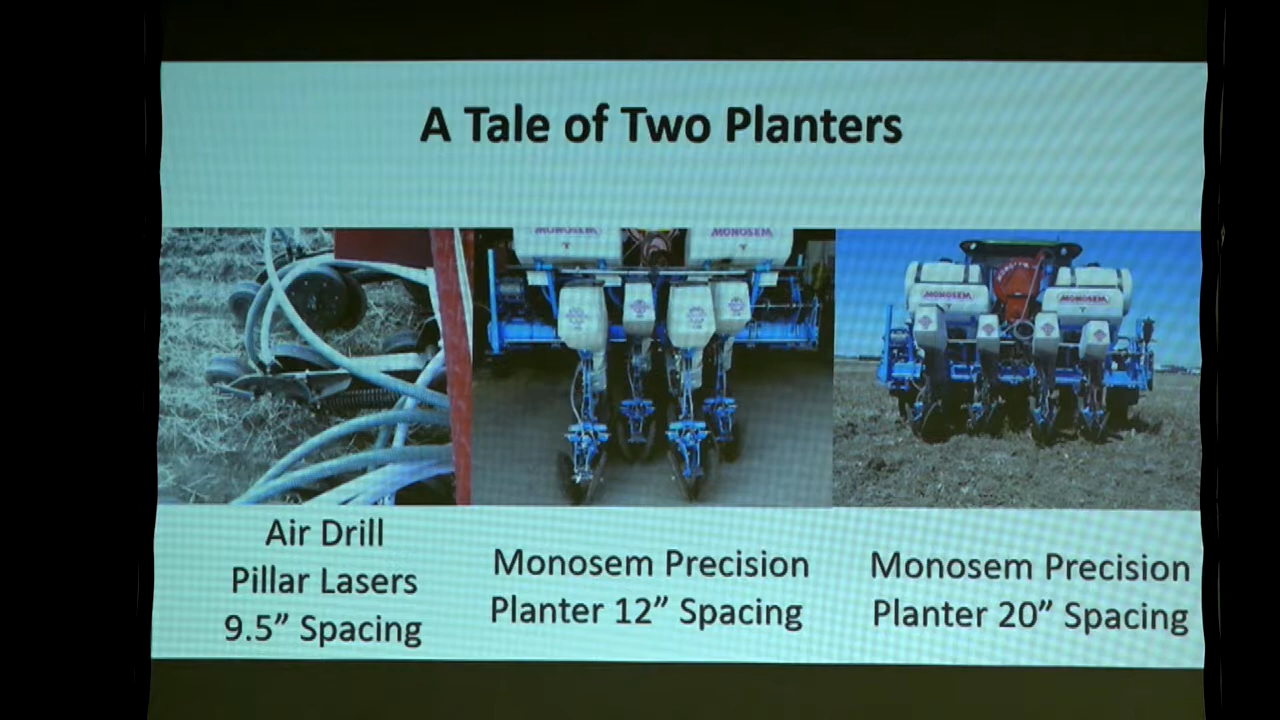 A Tale of Two Planters
MONOSEM
MONOSEM
MONOSEM
MONOSEM
Air Drill
Pillar Lasers
9.5” Spacing
Monosem Precision
Planter 12” Spacing
Monosem Precision
Planter 20” Spacing